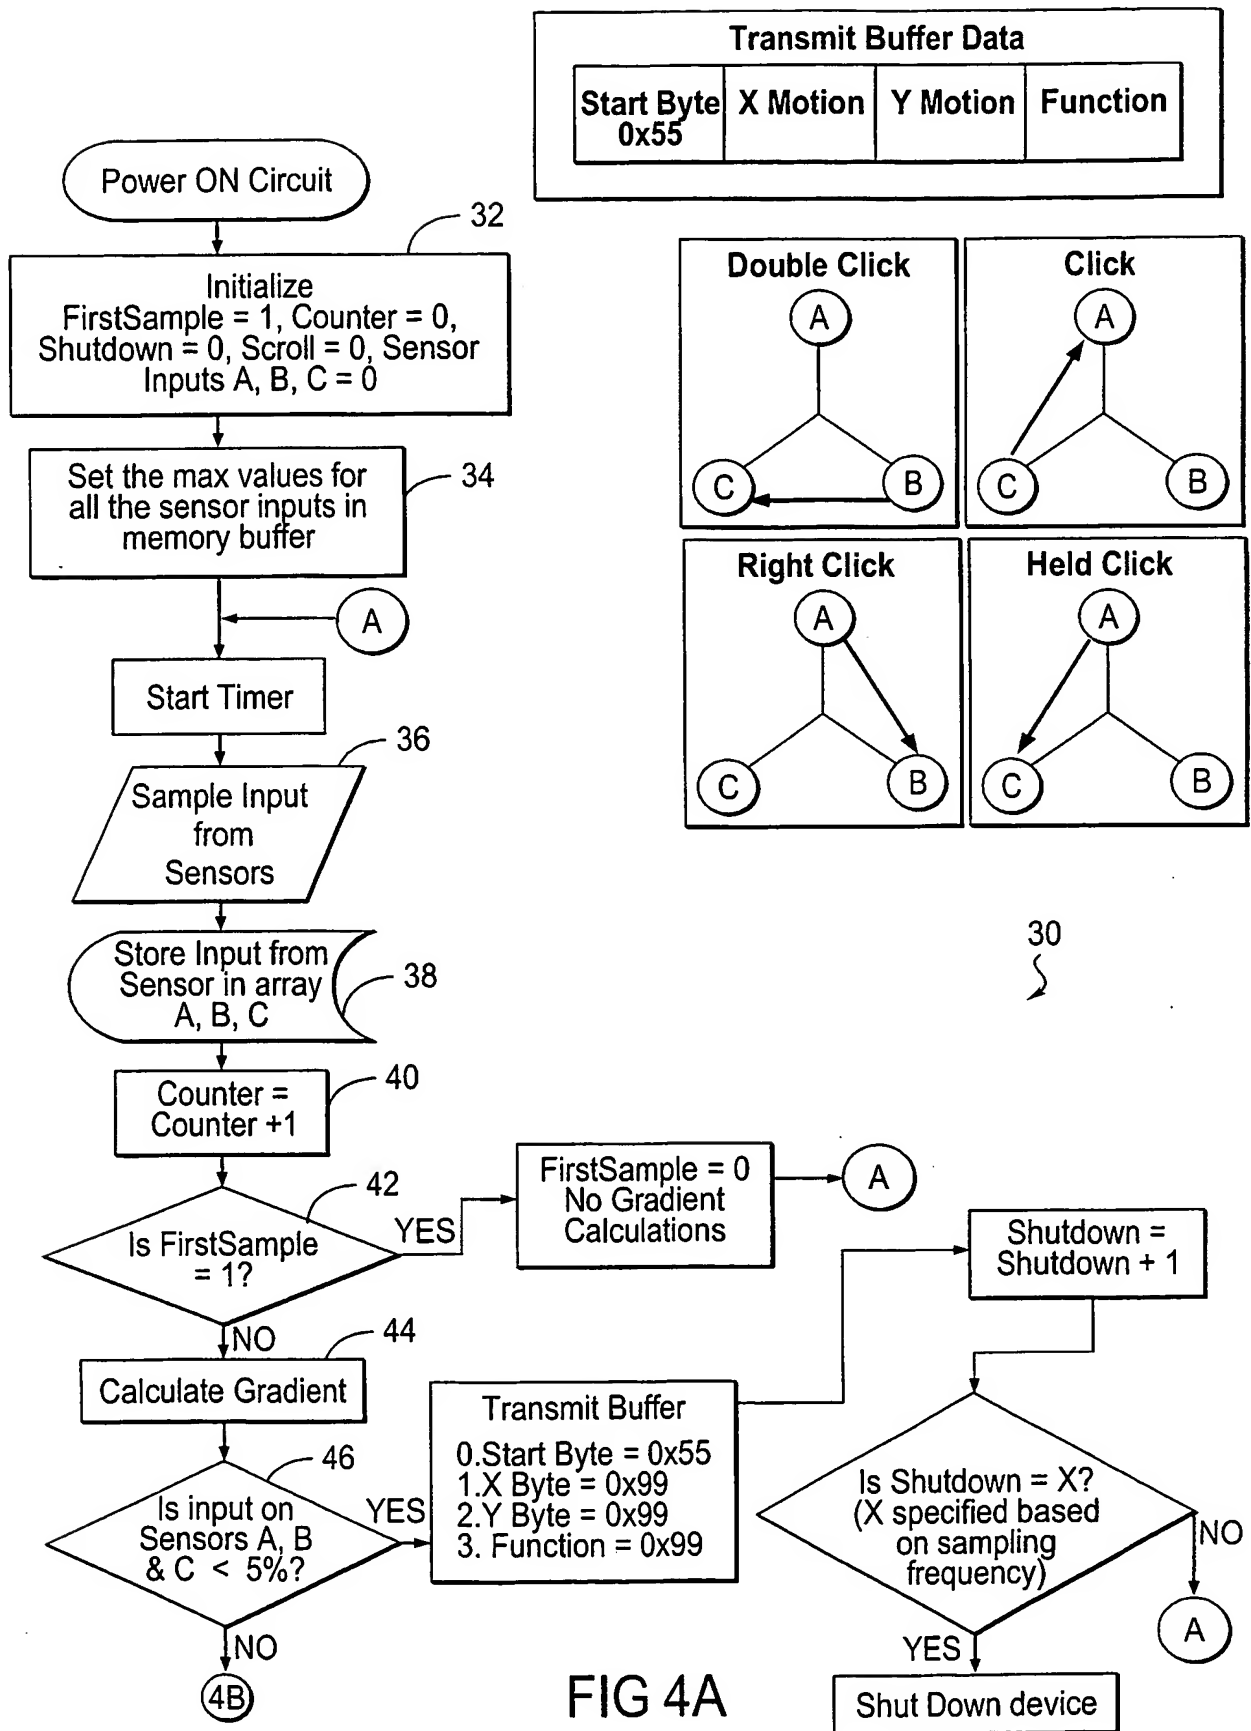 Transmit Buffer Data
Start Byte
0x55
X Motion
Y Motion
Function
Power ON Circuit
32
Initialize
FirstSample = 1, Counter = 0,
Shutdown = 0, Scroll = 0, Sensor
Inputs A, B, C = 0
Set the max values for
all the sensor inputs in
memory buffer
34
A
Start Timer
36
Sample Input
from
Sensors
Store Input from
Sensor in array
A, B, C
38
Counter =
Counter +1
40
42
Is FirstSample
= 1?
YES
FirstSample = 0
No Gradient
Calculations
A
NO
44
Calculate Gradient
46
Is input on
Sensors A, B
& C < 5%?
YES
Transmit Buffer
0.Start Byte = 0x55
1.X Byte = 0x99
2.Y Byte = 0x99
3. Function = 0x99
Shutdown =
Shutdown + 1
Is Shutdown = X?
(X specified based
on sampling
frequency)
NO
A
YES
Shut Down device
NO
4B
Double Click
A
C
B
Click
A
C
B
Right Click
A
C
B
Held Click
A
C
B
30
FIG 4A